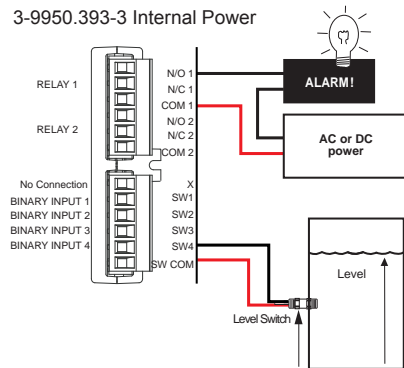 3-9950.393-3 Internal Power
RELAY 1
RELAY 2
N/O 1
N/C 1
COM 1
N/O 2
N/C 2
COM 2
ALARM!
AC or DC
power
No Connection
BINARY INPUT 1
BINARY INPUT 2
BINARY INPUT 3
BINARY INPUT 4
X
SW1
SW2
SW3
SW4
SW COM
Level Switch
Level